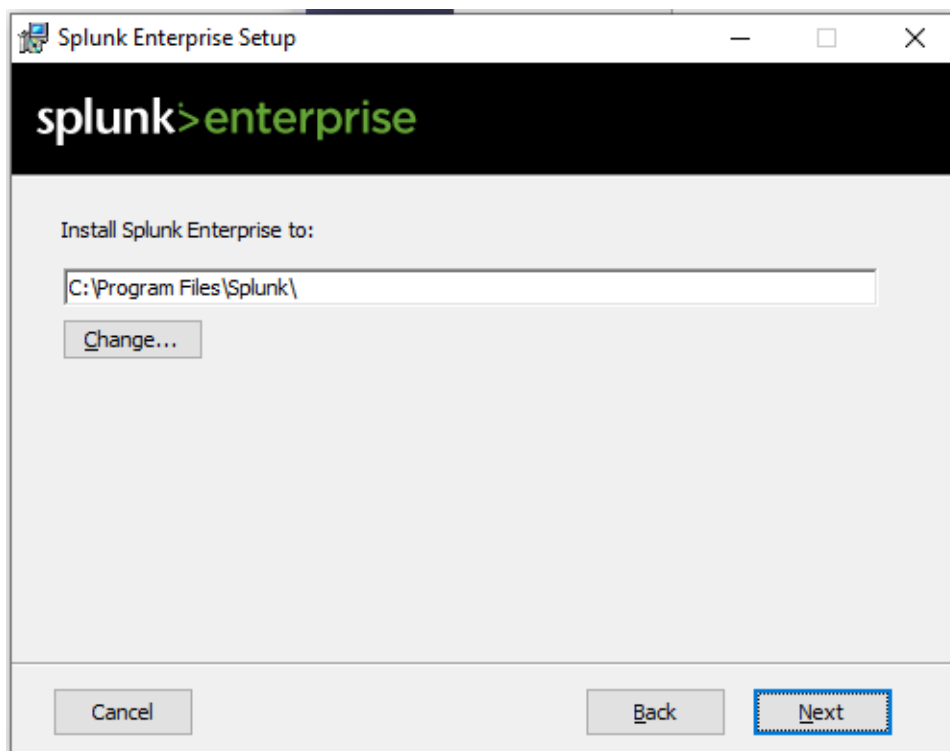 Splunk Enterprise Setup
splunk>enterprise
Install Splunk Enterprise to:
C:\Program Files\Splunk\
Change...
Cancel
Back
Next